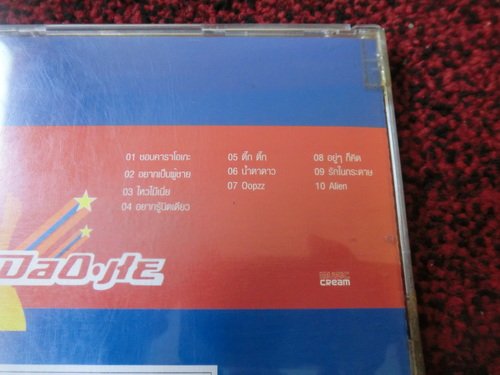 01 ชอบคาราโอเกะ
02 อยากเป็นผู้ชาย
03 ไหวไม๊เนี่ย
04 อยากรู้นิดเดียว
05 ดิ๊ก ดิ๊ก
06 น้ำตาดาว
07 Oopzz
08 อยู่ๆ ก็คิด
09 รักในกระดาษ
10 Alien
MUSIC
cream